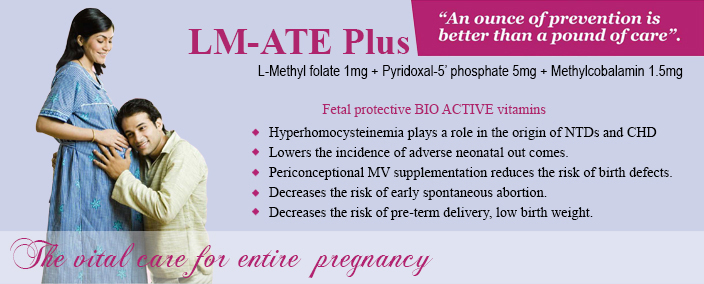 LM-ATE Plus
“An ounce of prevention is
better than a pound of care”.
L-Methyl folate 1mg + Pyridoxal-5’ phosphate 5mg + Methylcobalamin 1.5mg
Fetal protective BIO ACTIVE vitamins
Hyperhomocysteinemia plays a role in the origin of NTDs and CHD
Lowers the incidence of adverse neonatal out comes.
Periconceptional MV supplementation reduces the risk of birth defects.
Decreases the risk of early spontaneous abortion.
Decreases the risk of pre-term delivery, low birth weight.
The vital care for entire pregnancy